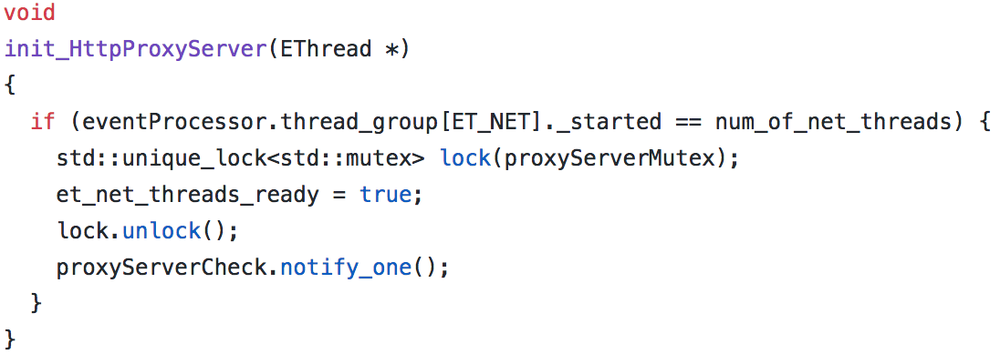 void
init_HttpProxyServer(EThread *)
{
  if (eventProcessor.thread_group[ET_NET]._started == num_of_net_threads) {
    std::unique_lock<std::mutex> lock(proxyServerMutex);
    et_net_threads_ready = true;
    lock.unlock();
    proxyServerCheck.notify_one();
  }
}